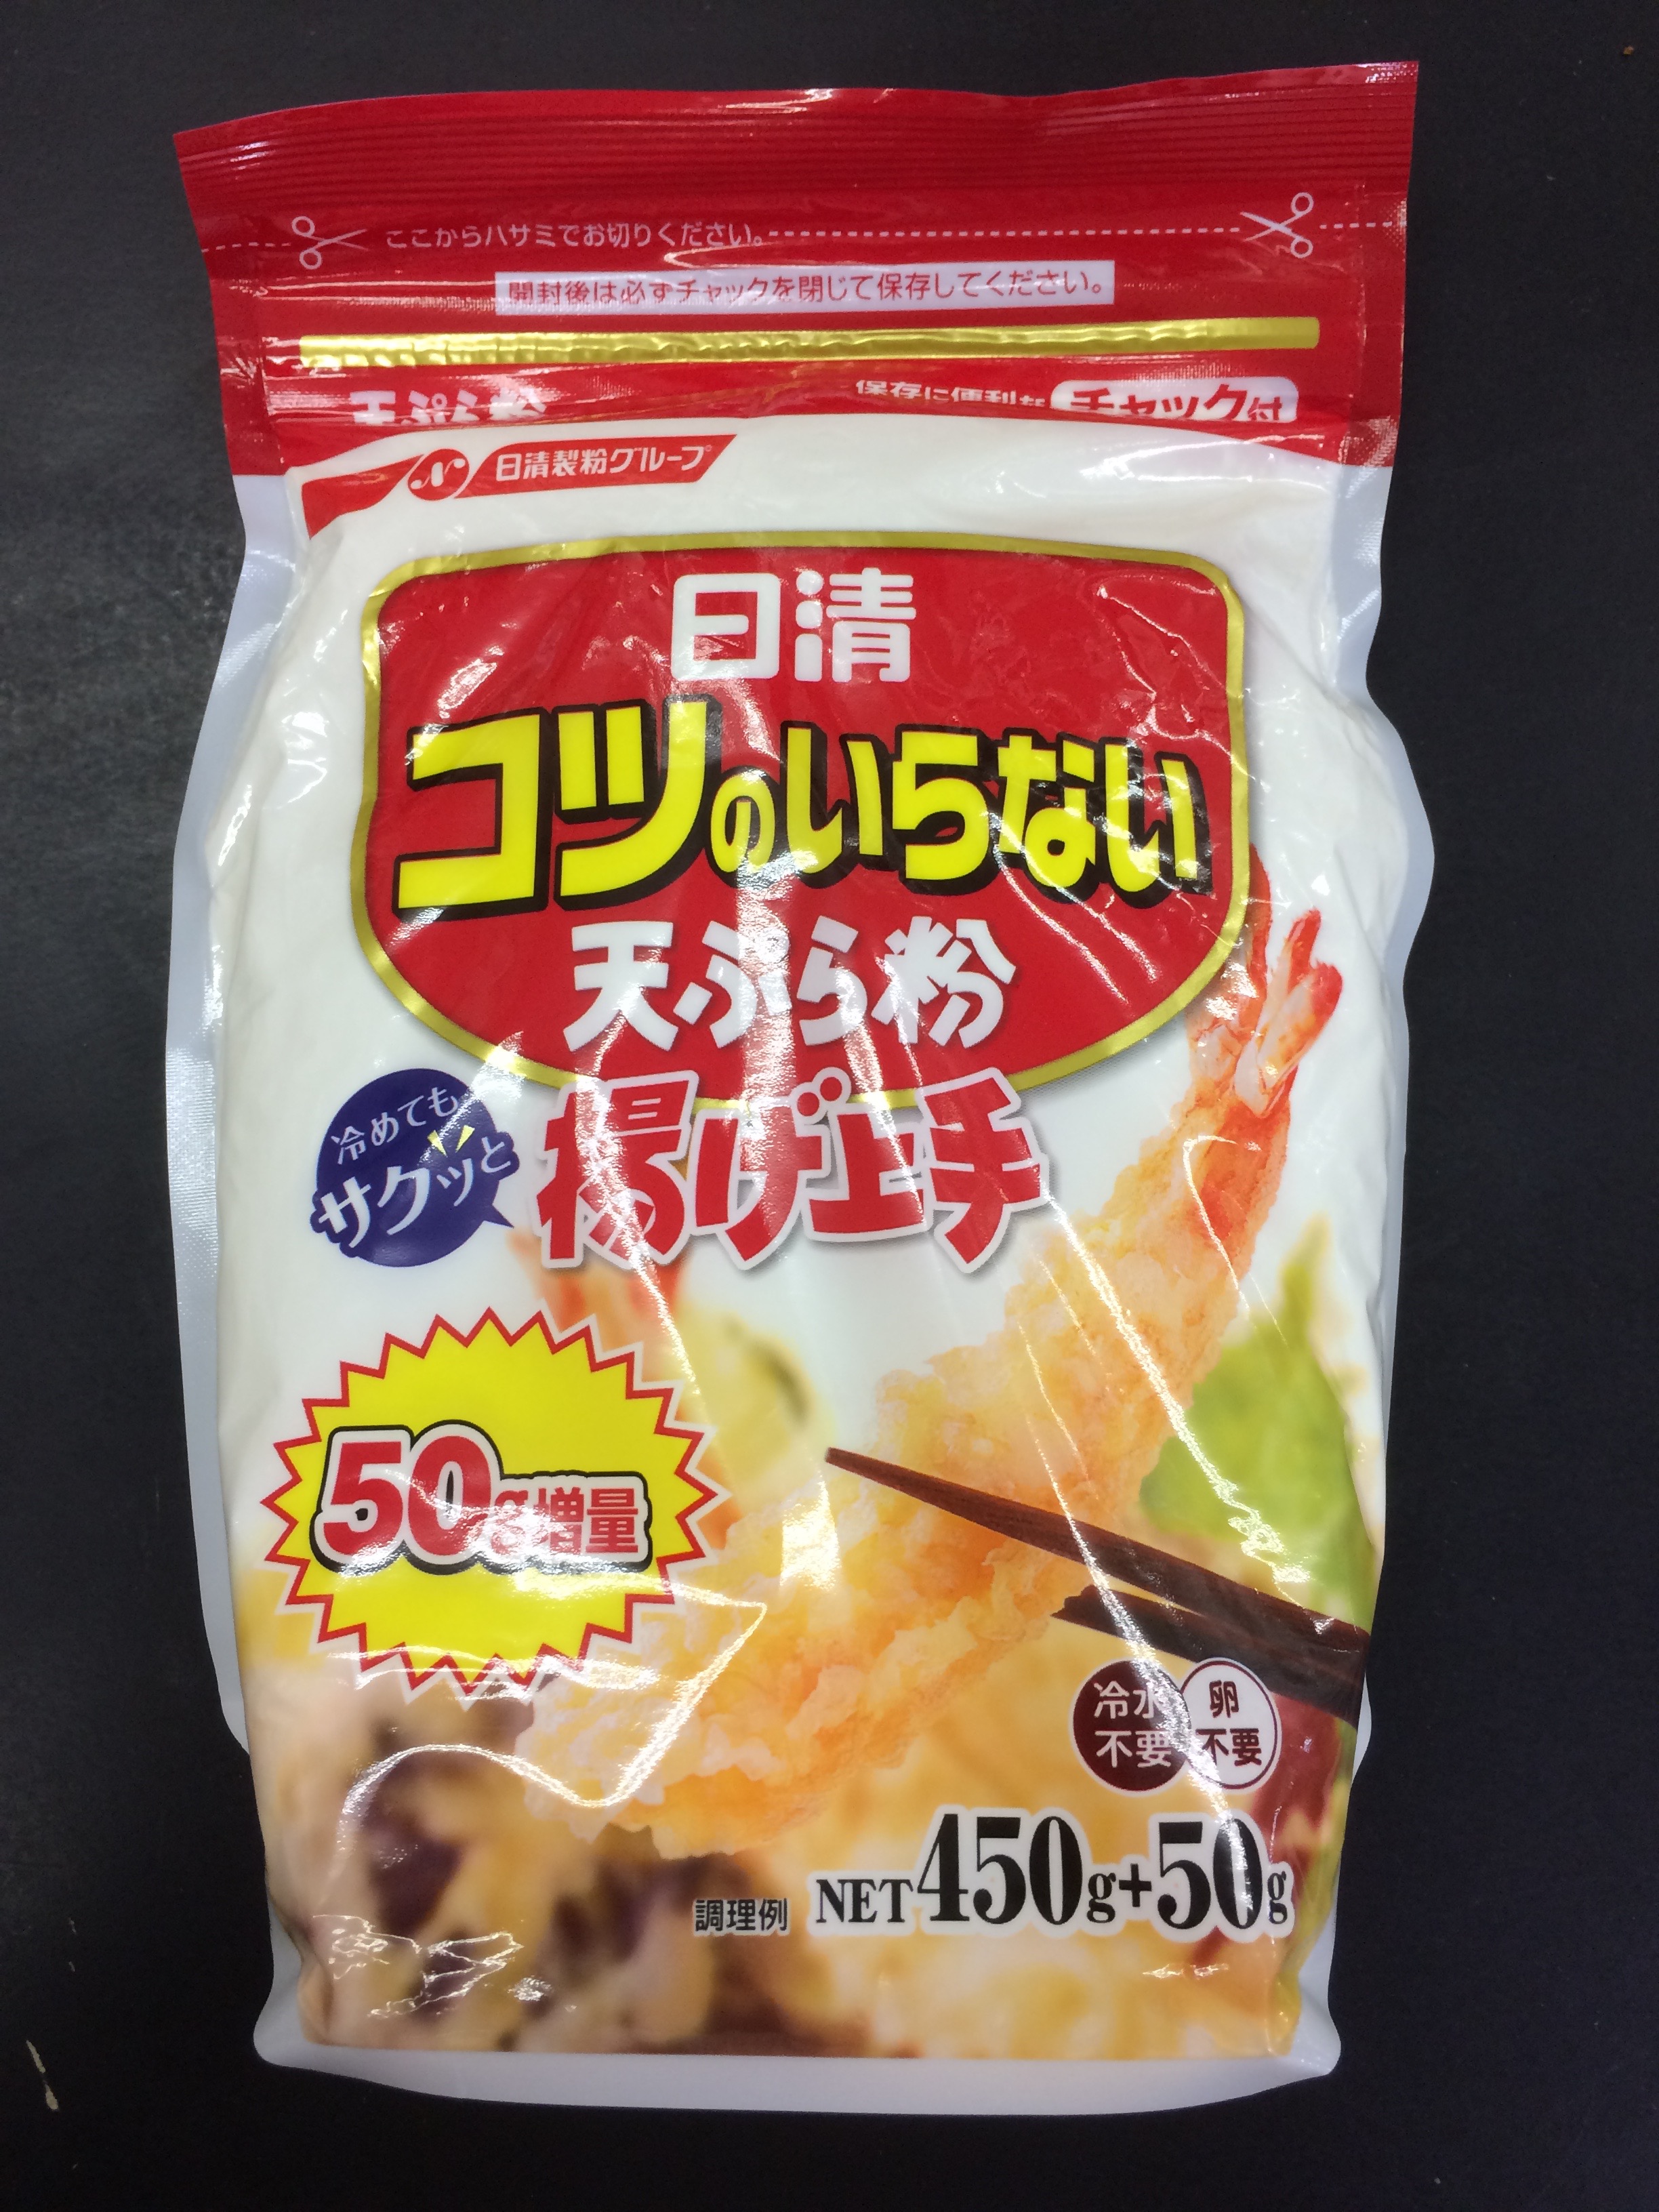 ここからハサミでお切りください。
開封後は必ずチャックを閉じて保存してください。
天ぷら粉
保存に便利な チャック付
日清製粉グループ
日清
コツのいらない
天ぷら粉
揚げ上手
冷めても
サクッと
50g増量
冷水
不要
卵
不要
調理例 NET450g+50g